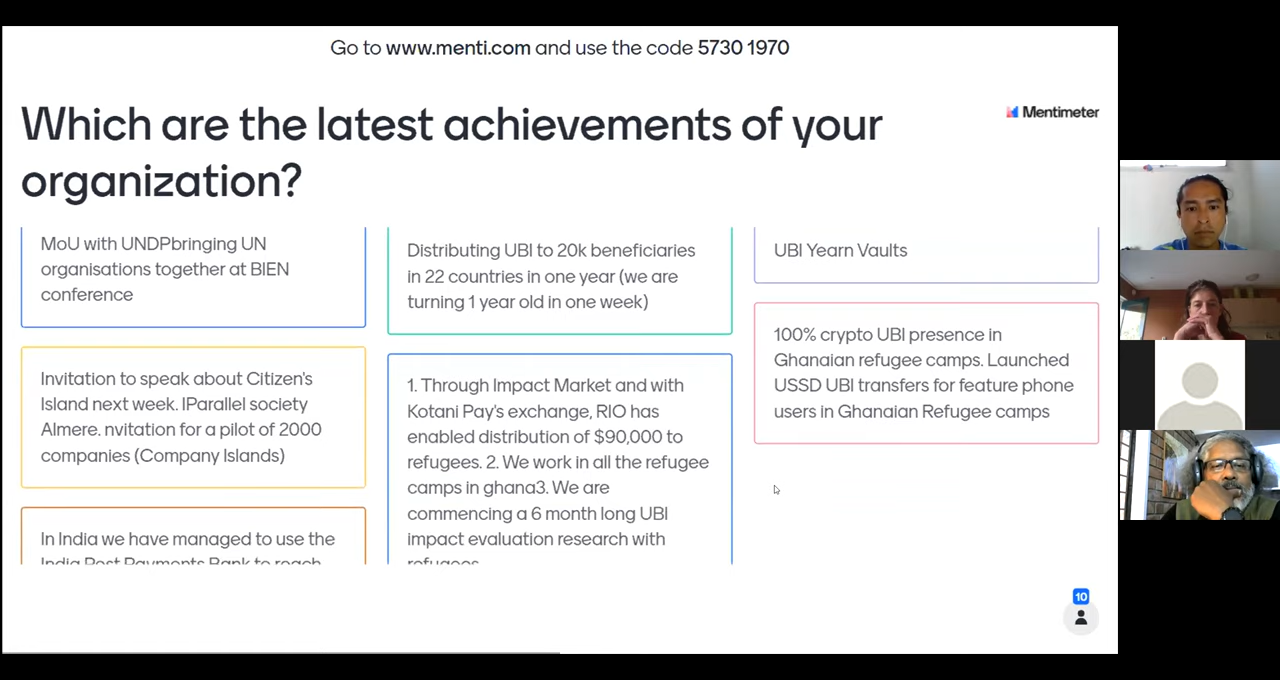 Go to www.menti.com and use the code 5730 1970
Which are the latest achievements of your
organization?
Mentimeter
MoU with UNDPbringing UN
organisations together at BIEN
conference
Invitation to speak about Citizen's
Island next week. IParallel society
Almere. nvitation for a pilot of 2000
companies (Company Islands)
In India we have managed to use the
India Post Payments Bank to reach
Distributing UBI to 20k beneficiaries
in 22 countries in one year (we are
turning 1 year old in one week)
1. Through Impact Market and with
Kotani Pay's exchange, RIO has
enabled distribution of $90,000 to
refugees. 2. We work in all the refugee
camps in ghana3. We are
commencing a 6 month long UBI
impact evaluation research with
refugees
UBI Yearn Vaults
100% crypto UBI presence in
Ghanaian refugee camps. Launched
USSD UBI transfers for feature phone
users in Ghanaian Refugee camps
10